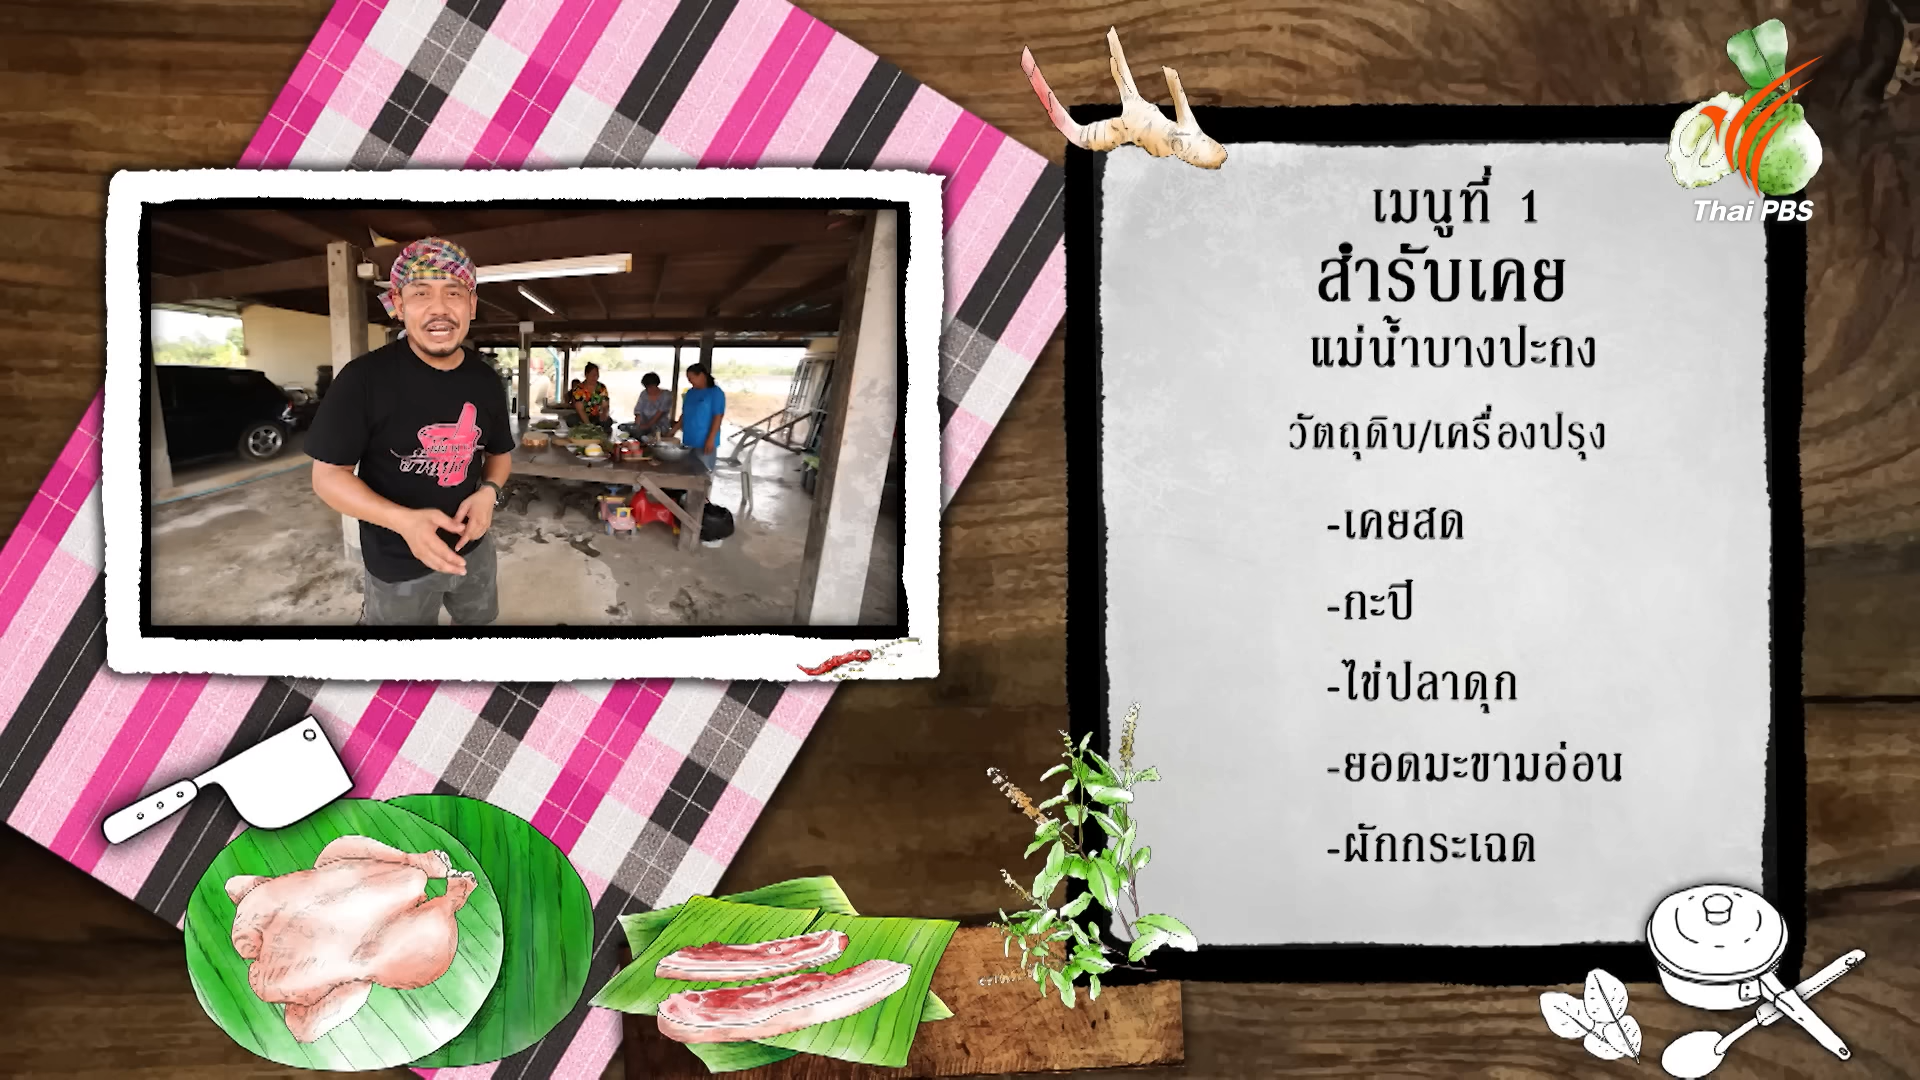 เมนูที่ 1
สำรับเคย
แม่น้ำบางปะกง
วัตถุดิบ/เครื่องปรุง
-เคยสด
-กะปิ
-ไข่ปลาดุก
-ยอดมะขามอ่อน
-ผักกระเฉด
Thai PBS